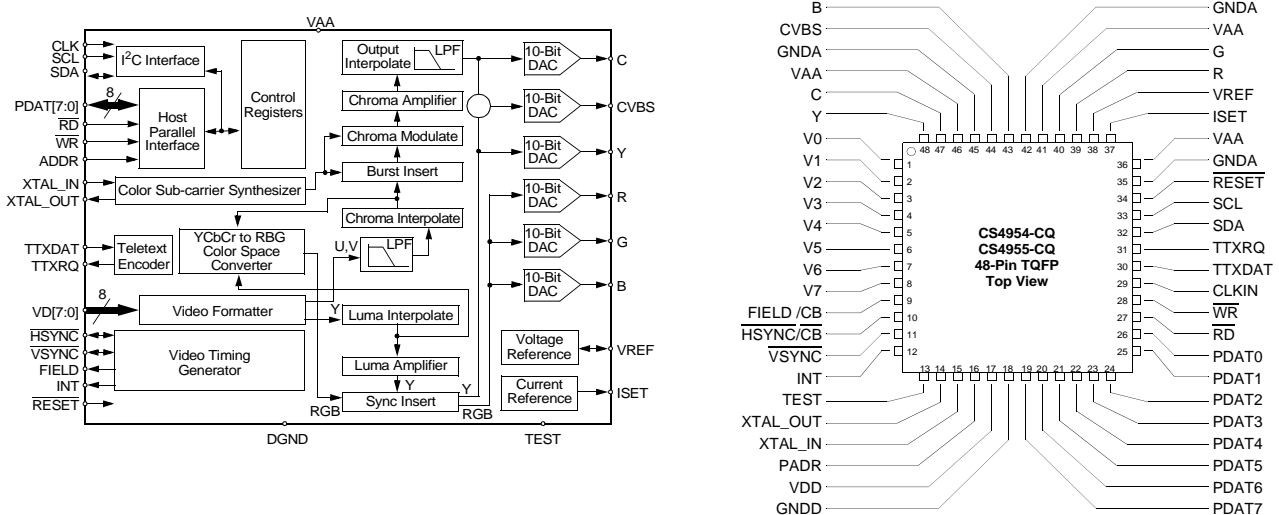 VAA
CLK
SCL
SDA
I²C Interface
PDAT[7:0]
8
RD
WR
ADDR
Host
Parallel
Interface
Control
Registers
XTAL_IN
XTAL_OUT
Color Sub-carrier Synthesizer
TTXDAT
TTXRQ
Teletext
Encoder
YCbCr to RBG
Color Space
Converter
VD[7:0]
8
Video Formatter
HSYNC
VSYNC
FIELD
INT
RESET
Video Timing
Generator
Output
Interpolate
LPF
Chroma Amplifier
Chroma Modulate
Burst Insert
Chroma Interpolate
U,V
LPF
Y
Luma Interpolate
Luma Amplifier
Y
Y
Sync Insert
RGB
RGB
10-Bit
DAC
C
10-Bit
DAC
CVBS
10-Bit
DAC
Y
10-Bit
DAC
R
10-Bit
DAC
G
10-Bit
DAC
B
Voltage
Reference
VREF
Current
Reference
ISET
DGND
TEST
B
CVBS
GNDA
VAA
C
Y
V0
V1
V2
V3
V4
V5
V6
V7
FIELD /CB
HSYNC/CB
VSYNC
INT
TEST
XTAL_OUT
XTAL_IN
PADR
VDD
GNDD
48 47 46 45 44 43 42 41 40 39 38 37
1
2
3
4
5
6
7
8
9
10
11
12
CS4954-CQ
CS4955-CQ
48-Pin TQFP
Top View
36
35
34
33
32
31
30
29
28
27
26
25
13 14 15 16 17 18 19 20 21 22 23 24
GNDA
VAA
G
R
VREF
ISET
VAA
GNDA
RESET
SCL
SDA
TTXRQ
TTXDAT
CLKIN
WR
RD
PDAT0
PDAT1
PDAT2
PDAT3
PDAT4
PDAT5
PDAT6
PDAT7